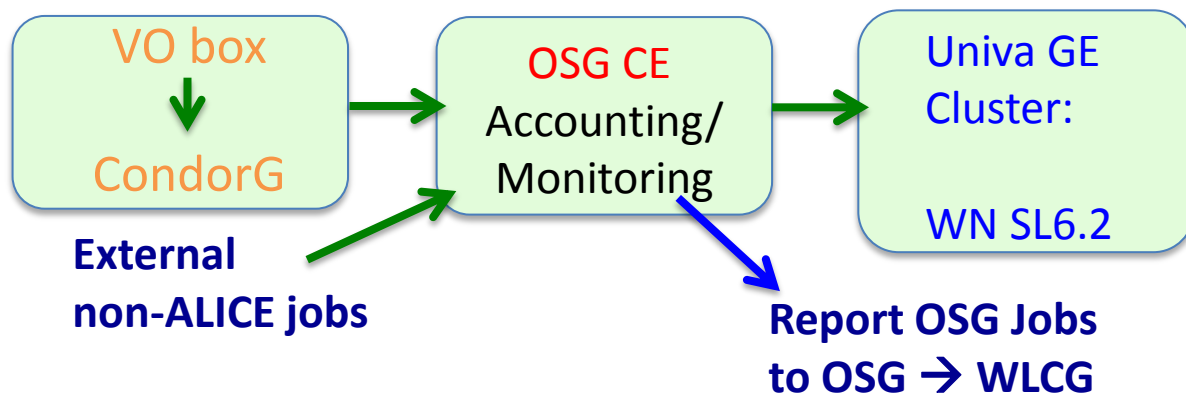 VO box
CondorG
OSG CE
Accounting/
Monitoring
Univa GE
Cluster:
WN SL6.2
External
non-ALICE jobs
Report OSG Jobs
to OSG → WLCG